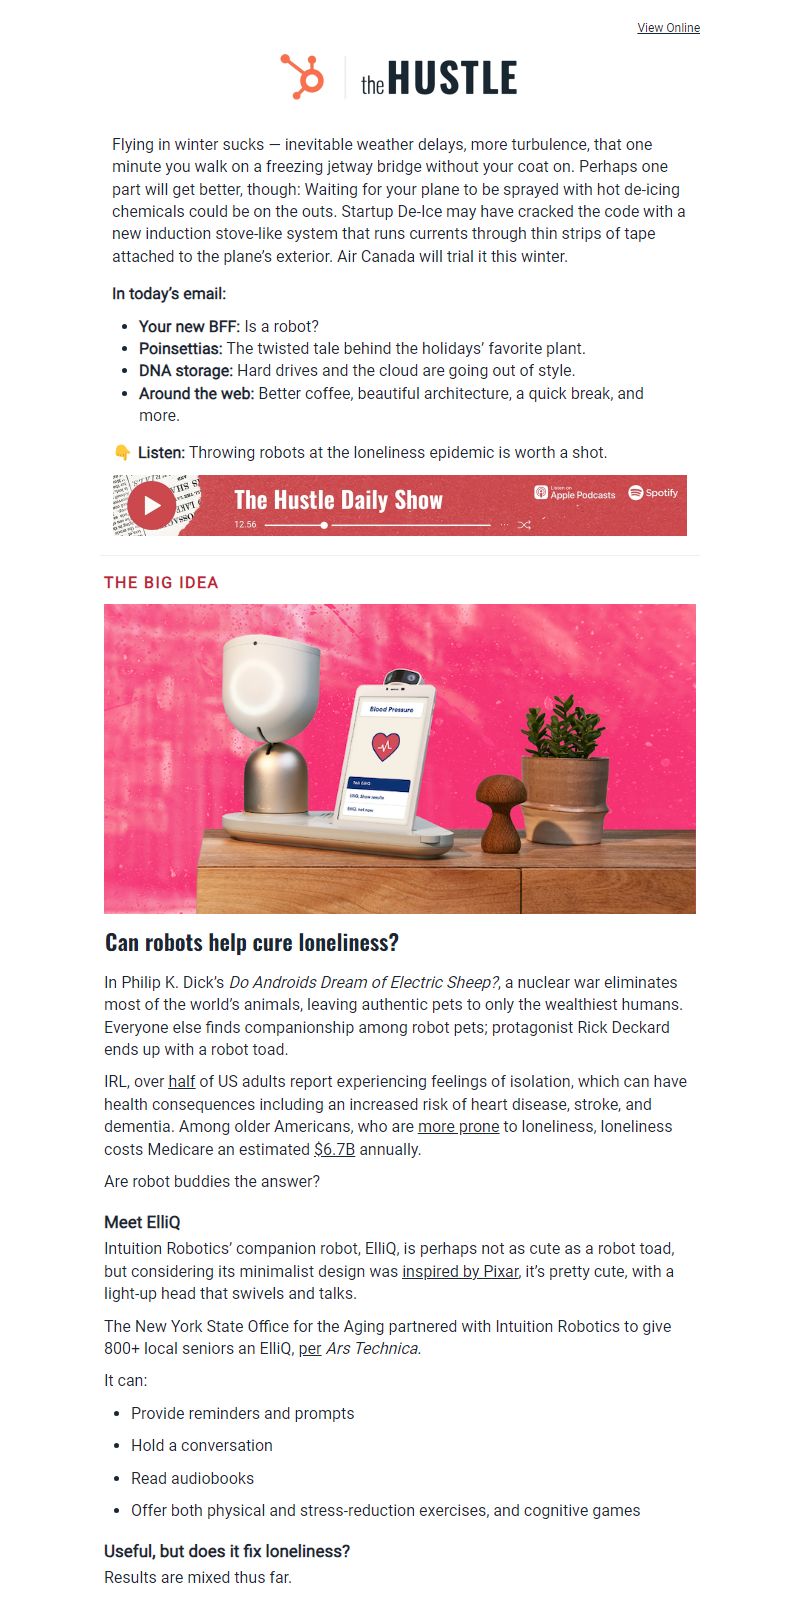 View Online
the HUSTLE
Flying in winter sucks — inevitable weather delays, more turbulence, that one
minute you walk on a freezing jetway bridge without your coat on. Perhaps one
part will get better, though: Waiting for your plane to be sprayed with hot de-icing
chemicals could be on the outs. Startup De-Ice may have cracked the code with a
new induction stove-like system that runs currents through thin strips of tape
attached to the plane’s exterior. Air Canada will trial it this winter.
In today’s email:
• Your new BFF: Is a robot?
• Poinsettias: The twisted tale behind the holidays’ favorite plant.
• DNA storage: Hard drives and the cloud are going out of style.
• Around the web: Better coffee, beautiful architecture, a quick break, and
more.
👇 Listen: Throwing robots at the loneliness epidemic is worth a shot.
The Hustle Daily Show
Listen on
Apple Podcasts
Spotify
12.56
THE BIG IDEA
Blood Pressure
Can robots help cure loneliness?
In Philip K. Dick’s Do Androids Dream of Electric Sheep?, a nuclear war eliminates
most of the world’s animals, leaving authentic pets to only the wealthiest humans.
Everyone else finds companionship among robot pets; protagonist Rick Deckard
ends up with a robot toad.
IRL, over half of US adults report experiencing feelings of isolation, which can have
health consequences including an increased risk of heart disease, stroke, and
dementia. Among older Americans, who are more prone to loneliness, loneliness
costs Medicare an estimated $6.7B annually.
Are robot buddies the answer?
Meet ElliQ
Intuition Robotics’ companion robot, ElliQ, is perhaps not as cute as a robot toad,
but considering its minimalist design was inspired by Pixar, it’s pretty cute, with a
light-up head that swivels and talks.
The New York State Office for the Aging partnered with Intuition Robotics to give
800+ local seniors an ElliQ, per Ars Technica.
It can:
• Provide reminders and prompts
• Hold a conversation
• Read audiobooks
• Offer both physical and stress-reduction exercises, and cognitive games
Useful, but does it fix loneliness?
Results are mixed thus far.